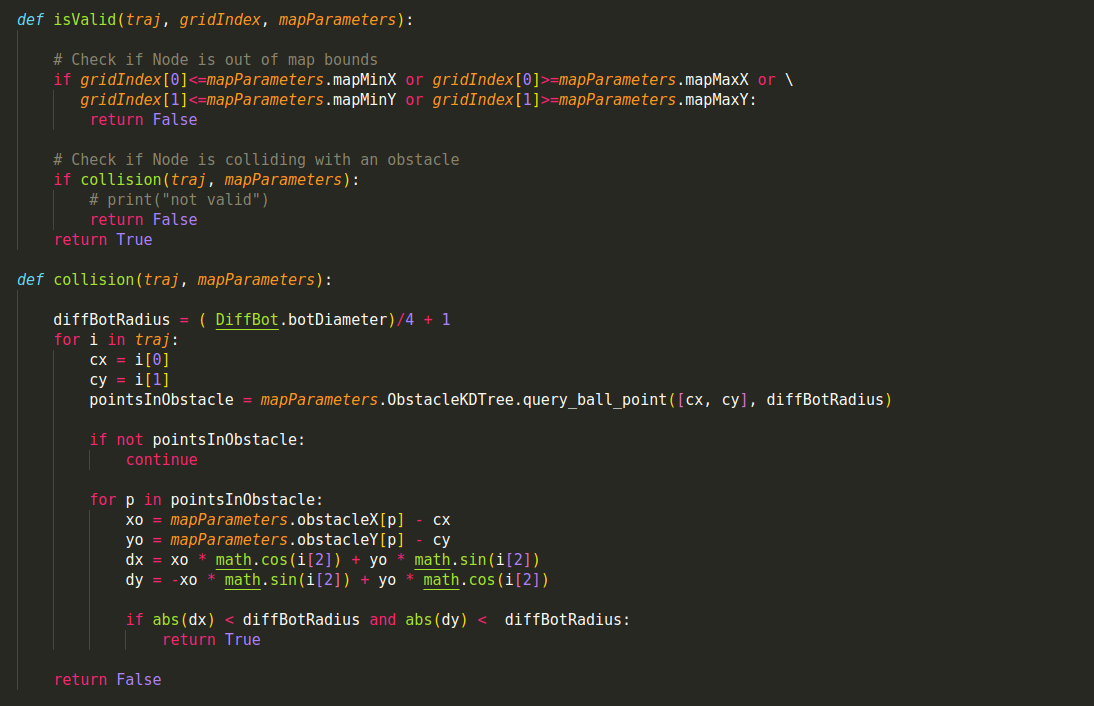 def isValid(traj, gridIndex, mapParameters):

    # Check if Node is out of map bounds
    if gridIndex[0]<=mapParameters.mapMinX or gridIndex[0]>=mapParameters.mapMaxX or \
       gridIndex[1]<=mapParameters.mapMinY or gridIndex[1]>=mapParameters.mapMaxY:
        return False

    # Check if Node is colliding with an obstacle
    if collision(traj, mapParameters):
        # print("not valid")
        return False
    return True

def collision(traj, mapParameters):

    diffBotRadius = ( DiffBot.botDiameter)/4 + 1
    for i in traj:
        cx = i[0]
        cy = i[1]
        pointsInObstacle = mapParameters.ObstacleKDTree.query_ball_point([cx, cy], diffBotRadius)

        if not pointsInObstacle:
            continue

        for p in pointsInObstacle:
            xo = mapParameters.obstacleX[p] - cx
            yo = mapParameters.obstacleY[p] - cy
            dx = xo * math.cos(i[2]) + yo * math.sin(i[2])
            dy = -xo * math.sin(i[2]) + yo * math.cos(i[2])

            if abs(dx) < diffBotRadius and abs(dy) <  diffBotRadius:
                return True

    return False